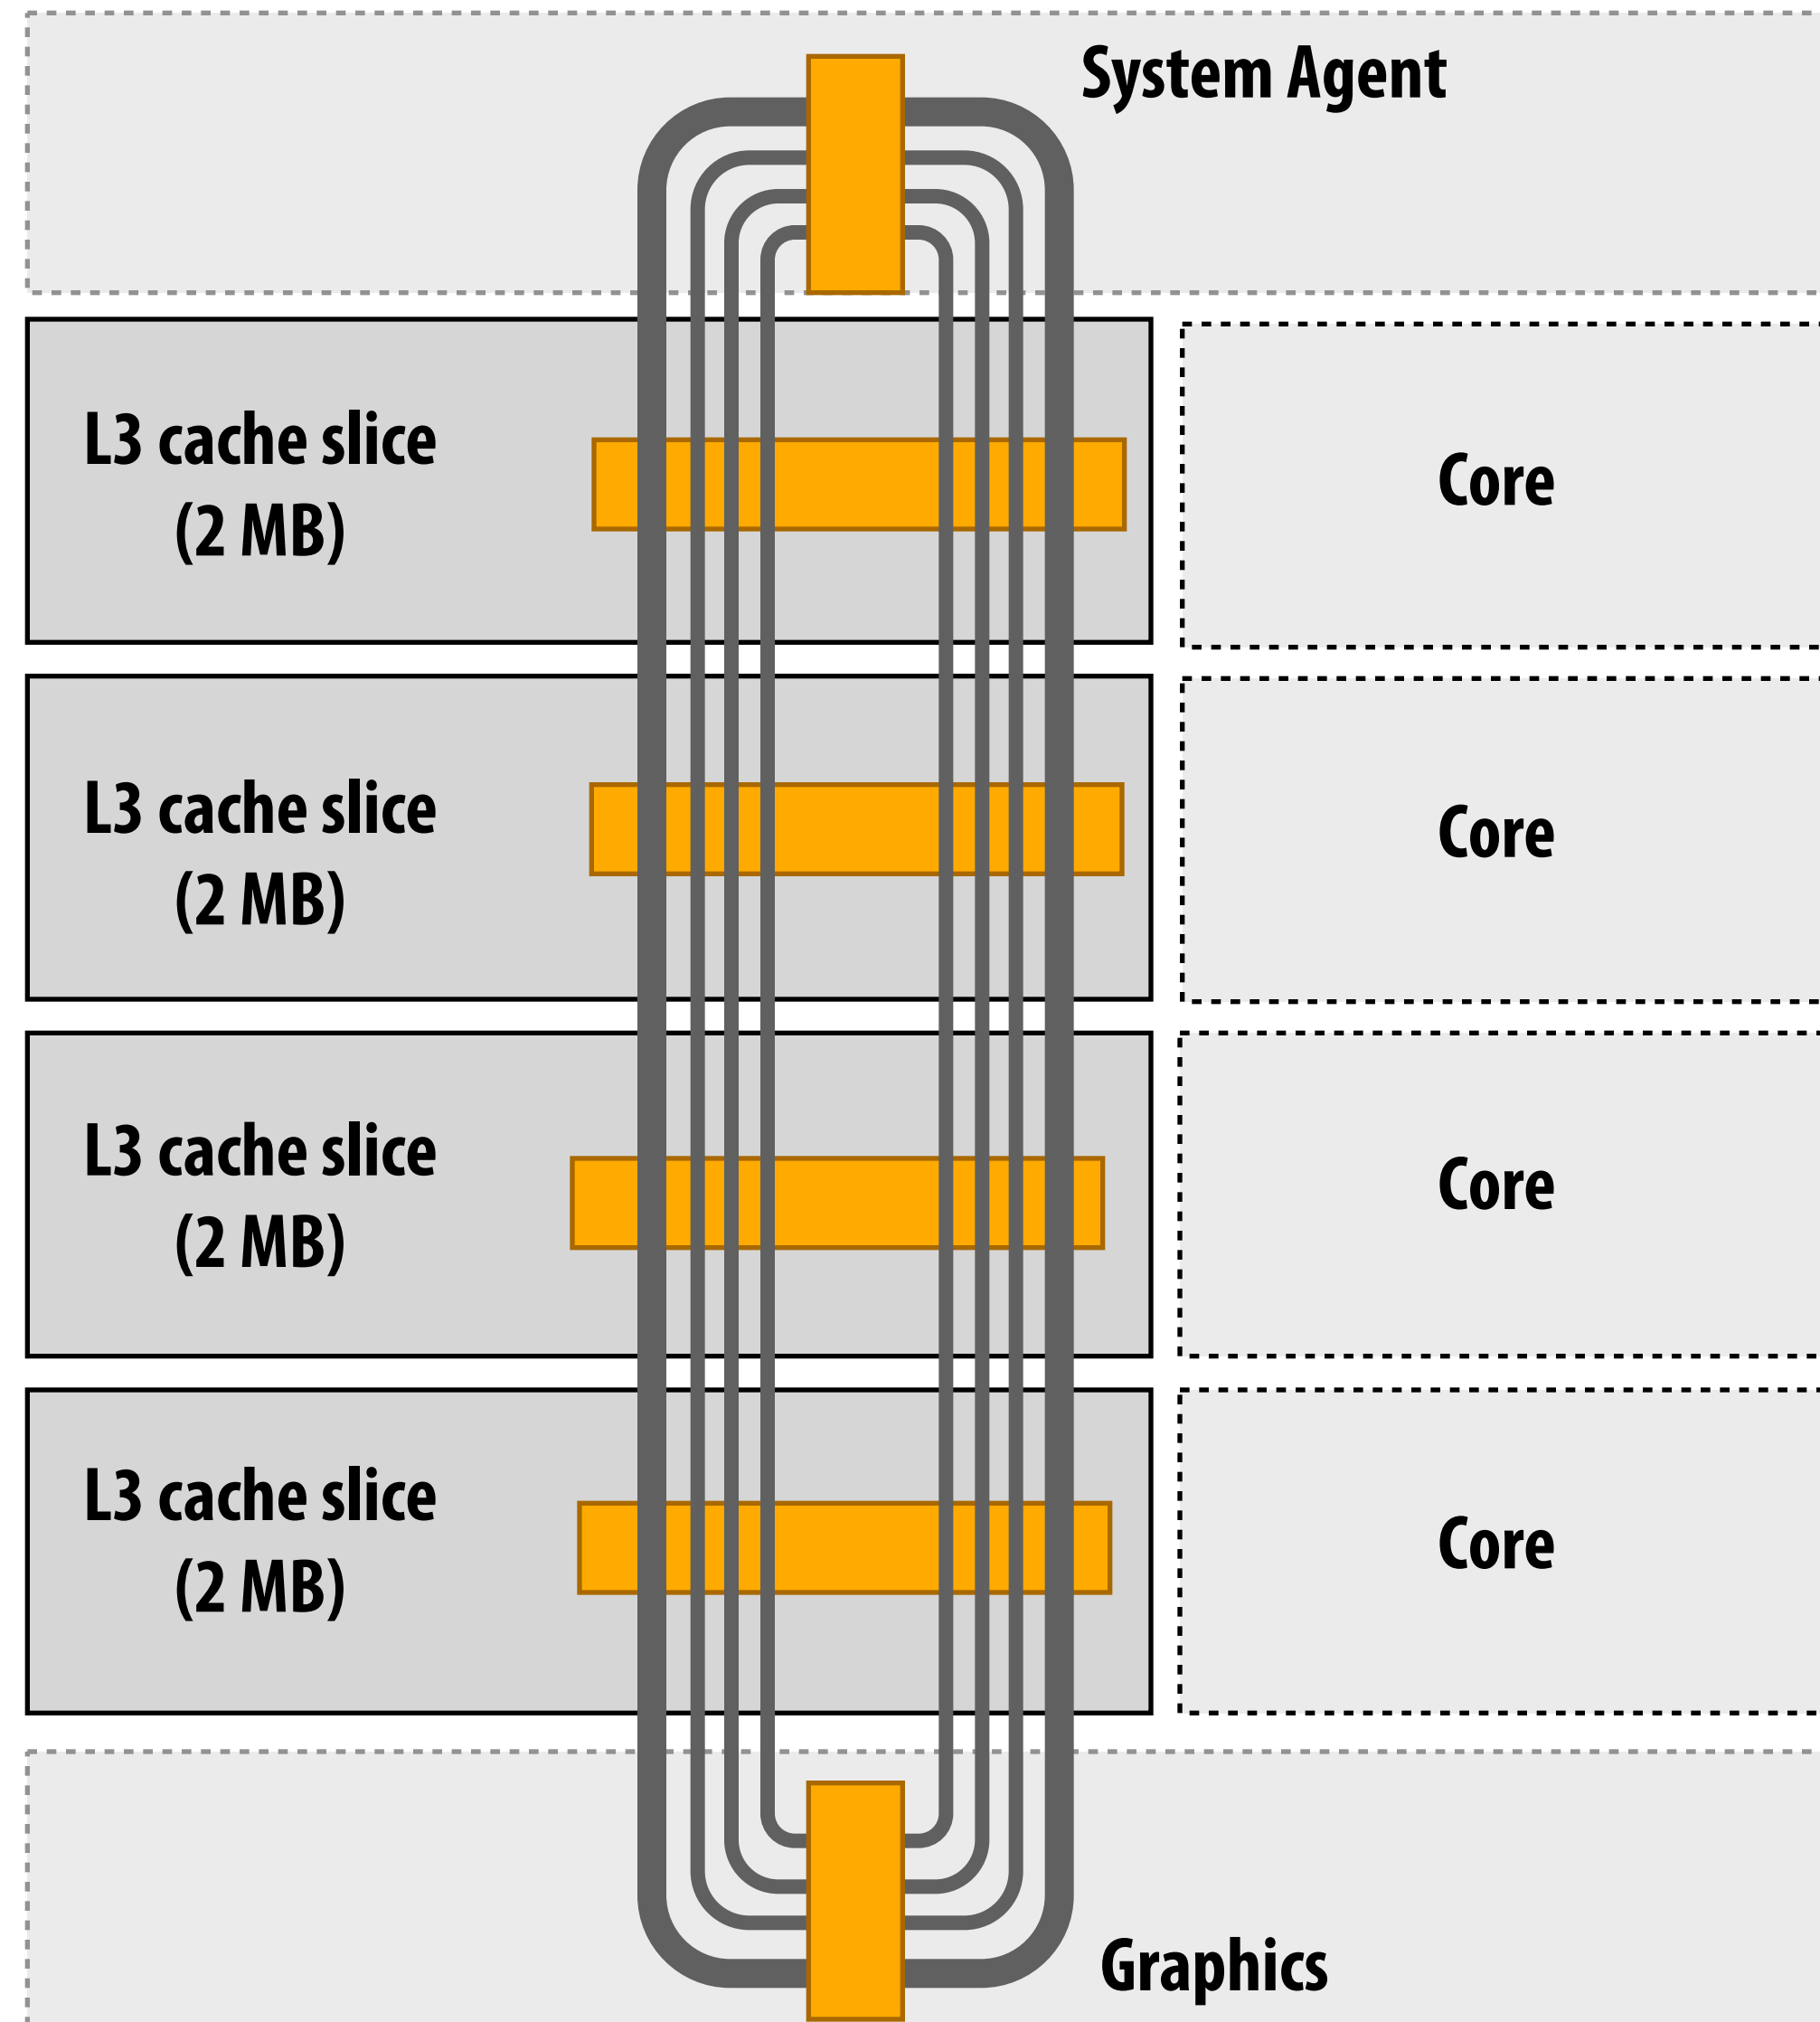 System Agent
L3 cache slice
(2 MB)
Core
L3 cache slice
(2 MB)
Core
L3 cache slice
(2 MB)
Core
L3 cache slice
(2 MB)
Core
Graphics